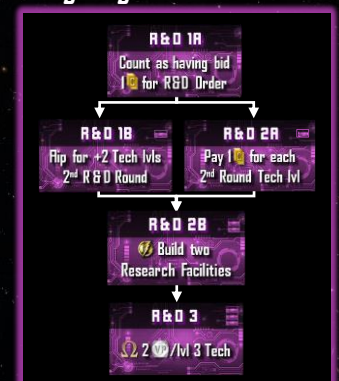 R&D 1A
Count as having bid
1 for R&D Order
R&D 1B
Flip for +2 Tech lvls
2nd R&D Round
R&D 2A
Pay 1 for each
2nd Round Tech lvl
R&D 2B
Build two
Research Facilities
R&D 3
Ω 2 VP/lvl 3 Tech